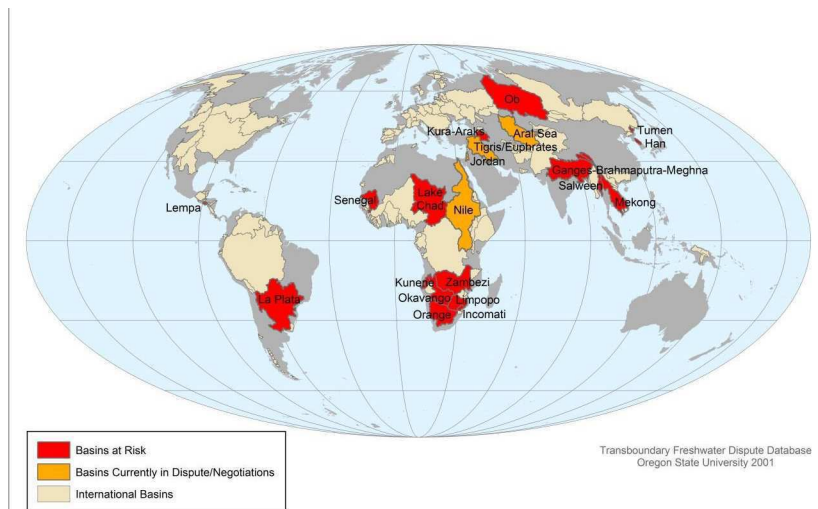 Ob
Kura-Araks
Aral Sea
Tumen
Han
Tigris/Euphrates
Jordan
Ganges-Brahmaputra-Meghna
Salween
Mekong
Senegal
Lake
Chad
Nile
Lempa
La Plata
Kunene
Zambezi
Okavango
Limpopo
Orange
Incomati
Basins at Risk
Basins Currently in Dispute/Negotiations
International Basins
Transboundary Freshwater Dispute Database
Oregon State University 2001